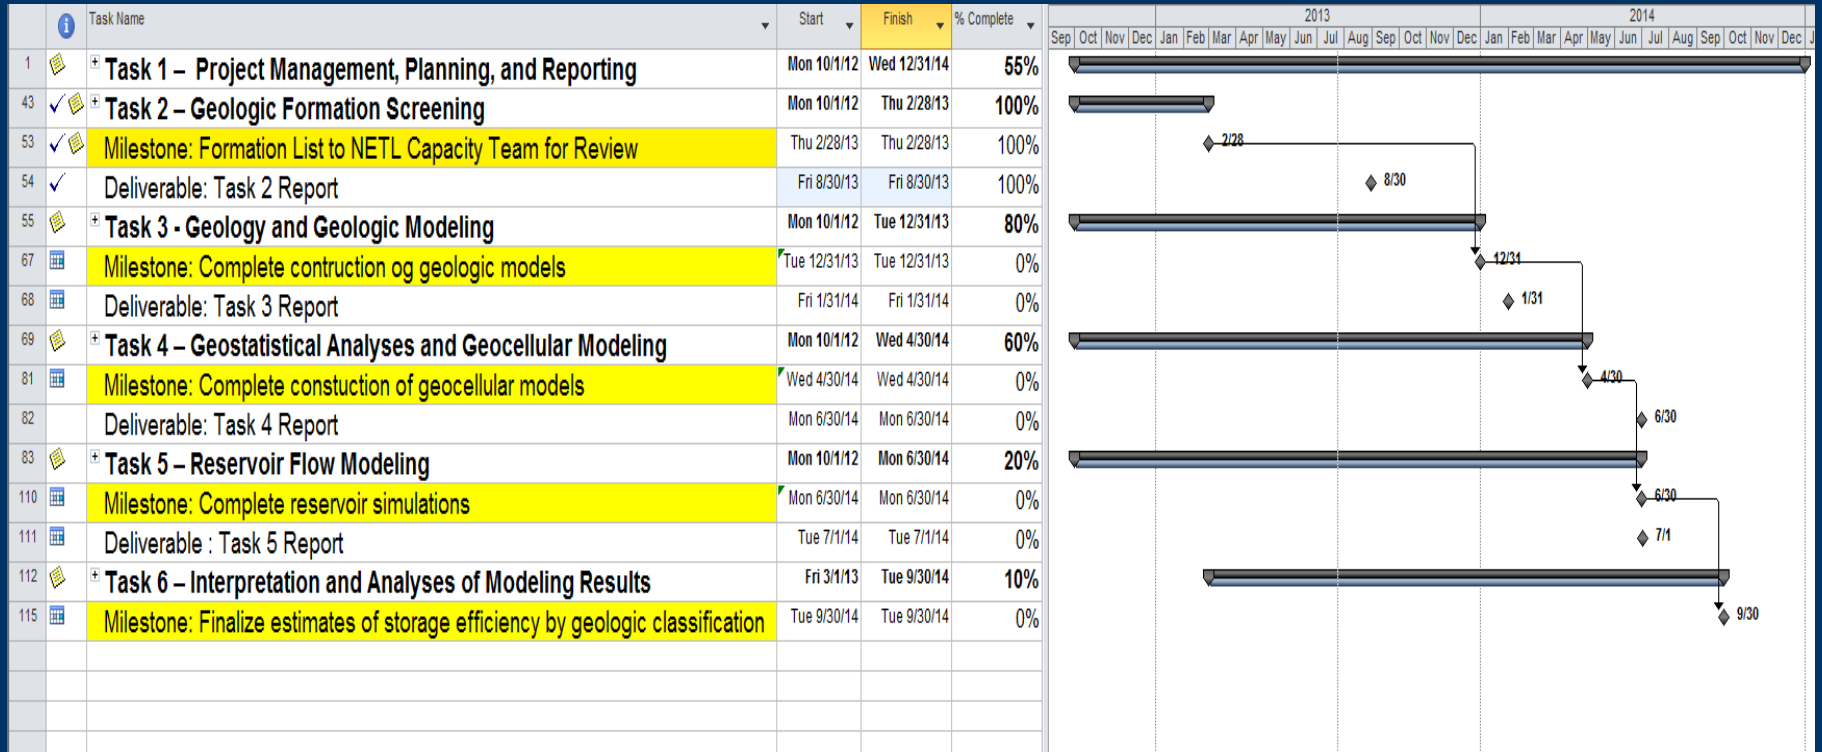 Task Name Start Finish % Complete
2013 2014
Sep Oct Nov Dec Jan Feb Mar Apr May Jun Jul Aug Sep Oct Nov Dec Jan Feb Mar Apr May Jun Jul Aug Sep Oct Nov Dec J
1 Task 1 – Project Management, Planning, and Reporting Mon 10/1/12 Wed 12/31/14 55%
43 Task 2 – Geologic Formation Screening Mon 10/1/12 Thu 2/28/13 100%
53 Milestone: Formation List to NETL Capacity Team for Review Thu 2/28/13 Thu 2/28/13 100% 2/28
54 Deliverable: Task 2 Report Fri 8/30/13 Fri 8/30/13 100% 8/30
55 Task 3 - Geology and Geologic Modeling Mon 10/1/12 Tue 12/31/13 80%
67 Milestone: Complete contruction og geologic models Tue 12/31/13 Tue 12/31/13 0% 12/31
68 Deliverable: Task 3 Report Fri 1/31/14 Fri 1/31/14 0% 1/31
69 Task 4 – Geostatistical Analyses and Geocellular Modeling Mon 10/1/12 Wed 4/30/14 60%
81 Milestone: Complete constuction of geocellular models Wed 4/30/14 Wed 4/30/14 0% 4/30
82 Deliverable: Task 4 Report Mon 6/30/14 Mon 6/30/14 0% 6/30
83 Task 5 – Reservoir Flow Modeling Mon 10/1/12 Mon 6/30/14 20%
110 Milestone: Complete reservoir simulations Mon 6/30/14 Mon 6/30/14 0% 6/30
111 Deliverable : Task 5 Report Tue 7/1/14 Tue 7/1/14 0% 7/1
112 Task 6 – Interpretation and Analyses of Modeling Results Fri 3/1/13 Tue 9/30/14 10%
115 Milestone: Finalize estimates of storage efficiency by geologic classification Tue 9/30/14 Tue 9/30/14 0% 9/30